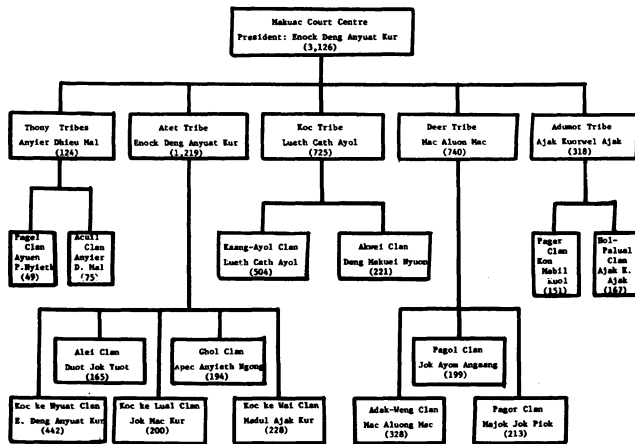 Makuac Court Centre
President: Enock Deng Anyuat Kur
(3,126)
Thony Tribes
Anyier Dhieu Mal
(124)
Atet Tribe
Enock Deng Anyuat Kur
(1,219)
Koc Tribe
Lueth Cath Ayol
(725)
Deer Tribe
Mac Aluon Mac
(740)
Adumot Tribe
Ajak Kuorwel Ajak
(318)
Pagel
Clan
Ayuen
P.Nyieth
(49)
Acuil
Clan
Anyier
D. Mal
(75)
Kaang-Ayol Clan
Lueth Cath Ayol
(504)
Akwei Clan
Deng Makuei Nyuon
(221)
Pager
Clan
Kon
Mabil
Kuol
(151)
Hol-
Palual
Clan
Ajak K.
Ajak
(167)
Alei Clan
Duot Jok Yuot
(165)
Ghol Clan
Apec Anyieth Ngong
(194)
Pagol Clan
Jok Ayom Angaang
(199)
Koc ke Nyuat Clan
E. Deng Anyuat Kur
(442)
Koc ke Lual Clan
Jok Mac Kur
(200)
Koc ke Wai Clan
Madul Ajak Kur
(228)
Adak-Weng Clan
Mac Aluong Mac
(328)
Pagor Clan
Majok Jok Piok
(213)